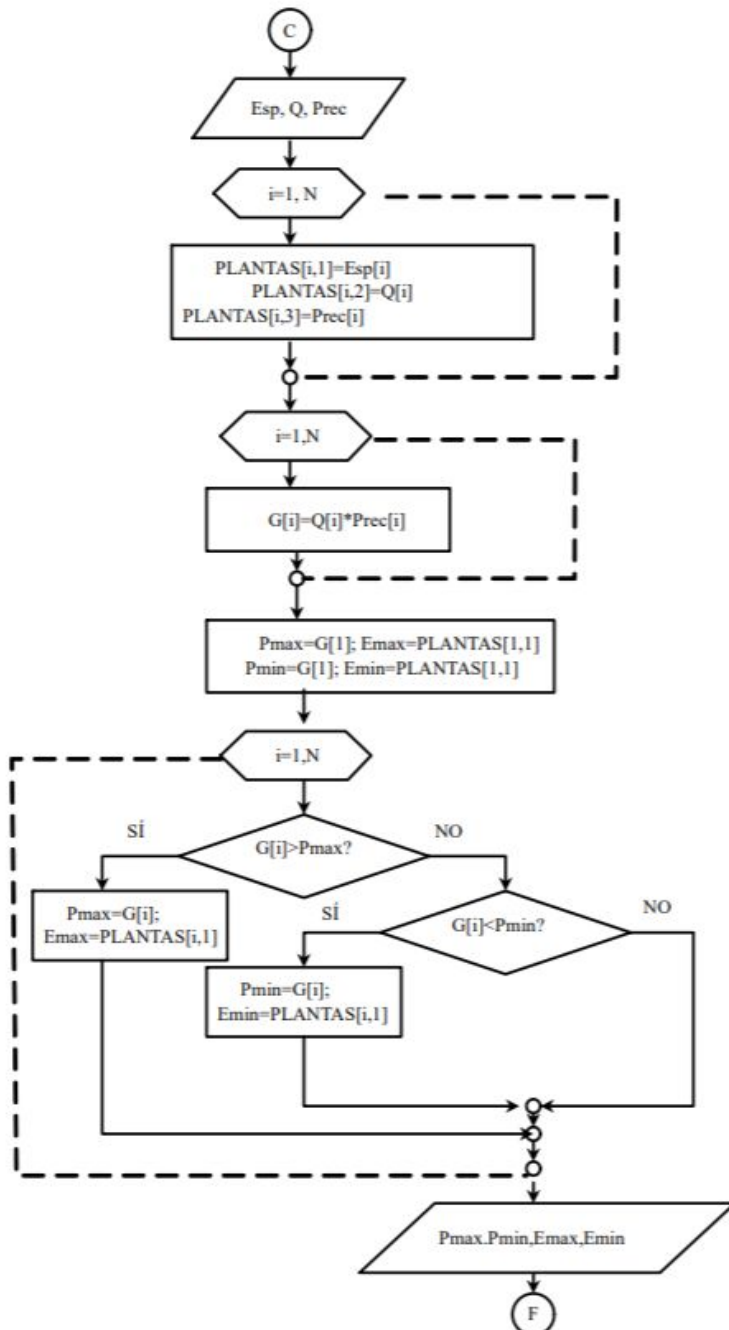 C
Esp, Q, Prec
i=1, N
PLANTAS[i,1]=Esp[i]
PLANTAS[i,2]=Q[i]
PLANTAS[i,3]=Prec[i]
i=1,N
G[i]=Q[i]*Prec[i]
Pmax=G[1]; Emax=PLANTAS[1,1]
Pmin=G[1]; Emin=PLANTAS[1,1]
i=1,N
SÍ
NO
G[i]>Pmax?
Pmax=G[i];
Emax=PLANTAS[i,1]
SÍ
NO
G[i]<Pmin?
Pmin=G[i];
Emin=PLANTAS[i,1]
Pmax.Pmin,Emax,Emin
F